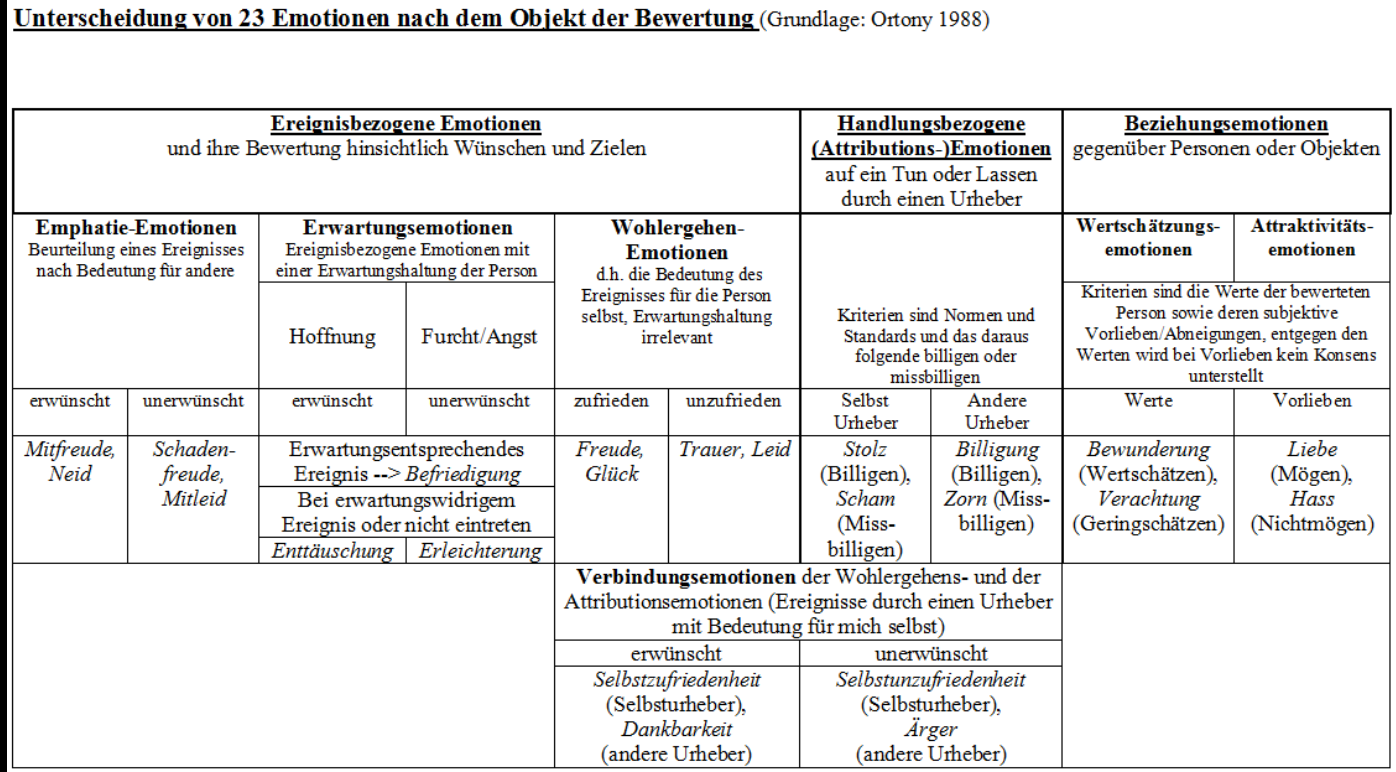 Unterscheidung von 23 Emotionen nach dem Objekt der Bewertung (Grundlage: Ortony 1988)
Ereignisbezogene Emotionen
und ihre Bewertung hinsichtlich Wünschen und Zielen
Handlungsbezogene
(Attributions-)Emotionen
auf ein Tun oder Lassen
durch einen Urheber
Beziehungsemotionen
gegenüber Personen oder Objekten
Emphatie-Emotionen
Beurteilung eines Ereignisses
nach Bedeutung für andere
Erwartungsemotionen
Ereignisbezogene Emotionen mit
einer Erwartungshaltung der Person
Hoffnung
Furcht/Angst
Wohlergehen-
Emotionen
d.h. die Bedeutung des
Ereignisses für die Person
selbst, Erwartungshaltung
irrelevant
Kriterien sind Normen und
Standards und das daraus
folgende billigen oder
missbilligen
Wertschätzungs-
emotionen
Attraktivitäts-
emotionen
Kriterien sind die Werte der bewerteten
Person sowie deren subjektive
Vorlieben/Abneigungen, entgegen den
Werten wird bei Vorlieben kein Konsens
unterstellt
erwünscht
unerwünscht
erwünscht
unerwünscht
zufrieden
unzufrieden
Selbst
Urheber
Andere
Urheber
Werte
Vorlieben
Mitfreude,
Neid
Schaden-
freude,
Mitleid
Erwartungsentsprechendes
Ereignis --> Befriedigung
Bei erwartungswidrigem
Ereignis oder nicht eintreten
Enttäuschung
Erleichterung
Freude,
Glück
Trauer, Leid
Stolz
(Billigen),
Scham
(Miss-
billigen)
Billigung
(Billigen),
Zorn (Miss-
billigen)
Bewunderung
(Wertschätzen),
Verachtung
(Geringschätzen)
Liebe
(Mögen),
Hass
(Nichtmögen)
Verbindungsemotionen der Wohlergehens- und der
Attributionsemotionen (Ereignisse durch einen Urheber
mit Bedeutung für mich selbst)
erwünscht
unerwünscht
Selbstzufriedenheit
(Selbsturheber),
Dankbarkeit
(andere Urheber)
Selbstunzufriedenheit
(Selbsturheber),
Ärger
(andere Urheber)